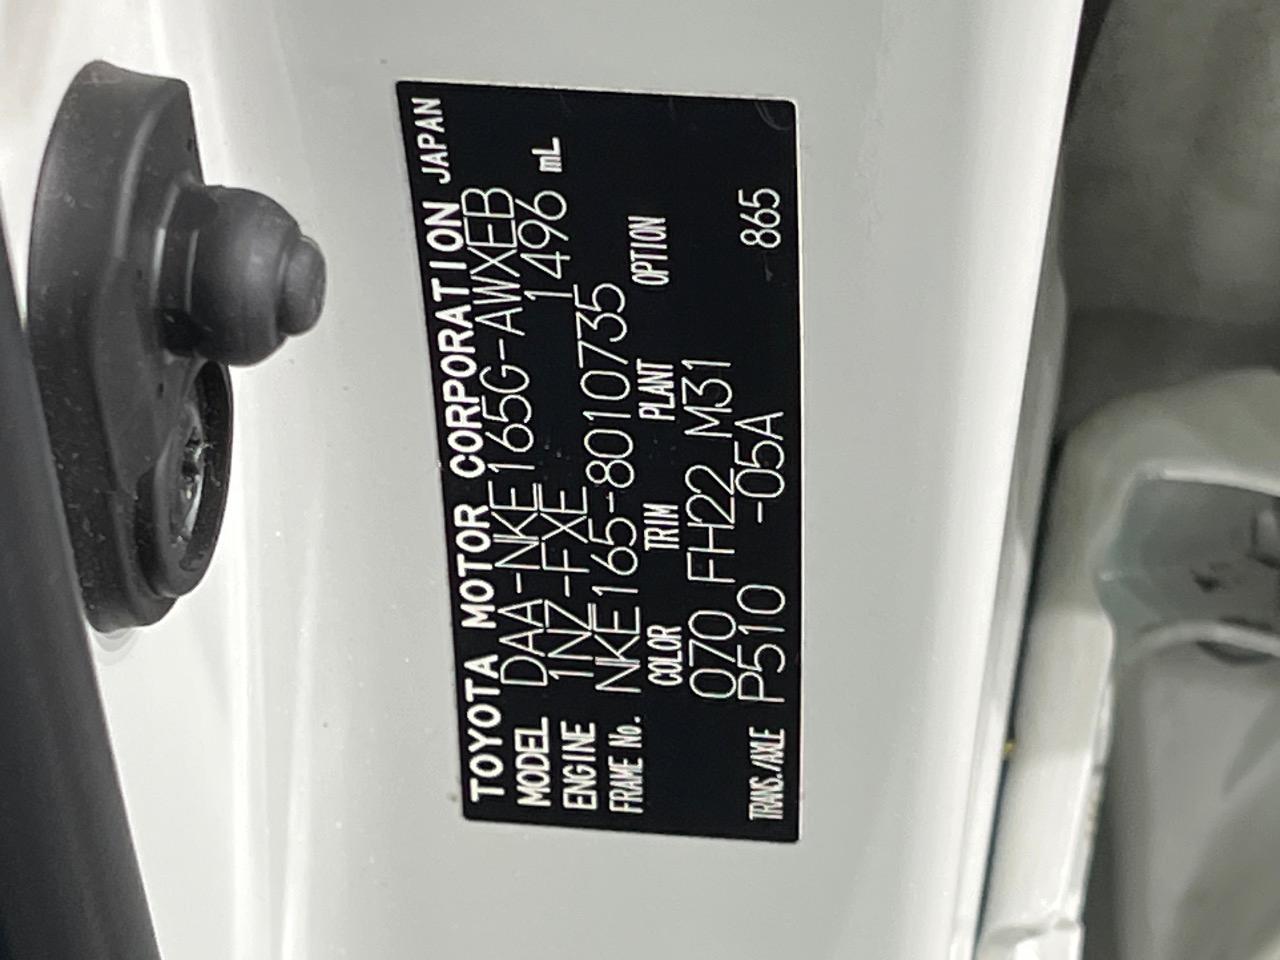 TOYOTA MOTOR CORPORATION JAPAN
MODEL DAA-NKE165G-AWXEB
ENGINE 1NZ-FXE 1496 mL
FRAME No. NKE165-8010735
COLOR TRIM PLANT OPTION
070 FH22 M31
TRANS./AXLE P510 -05A 865